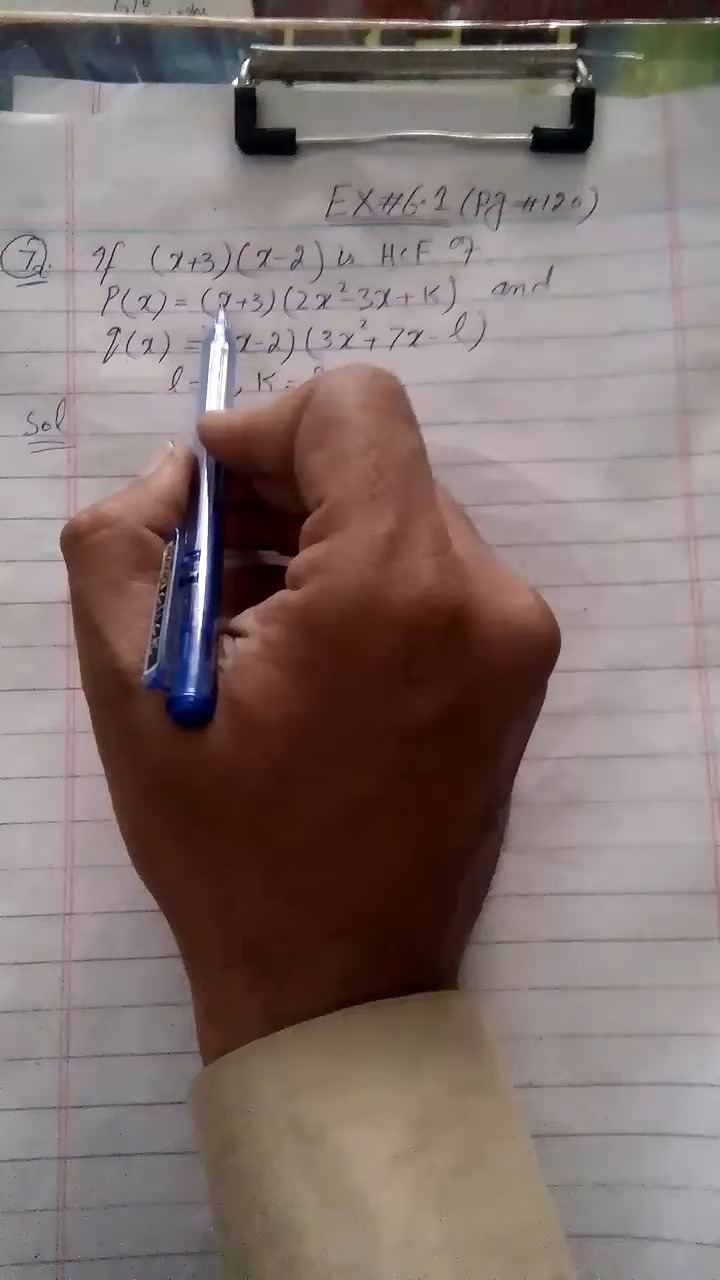 EX#6.1 (Pg #120)
7. If (x+3)(x-2) is HCF of
P(x) = (x+3)(2x²-3x+k) and
q(x) = x-2)(3x²+7x-l)
l = , k =
Sol